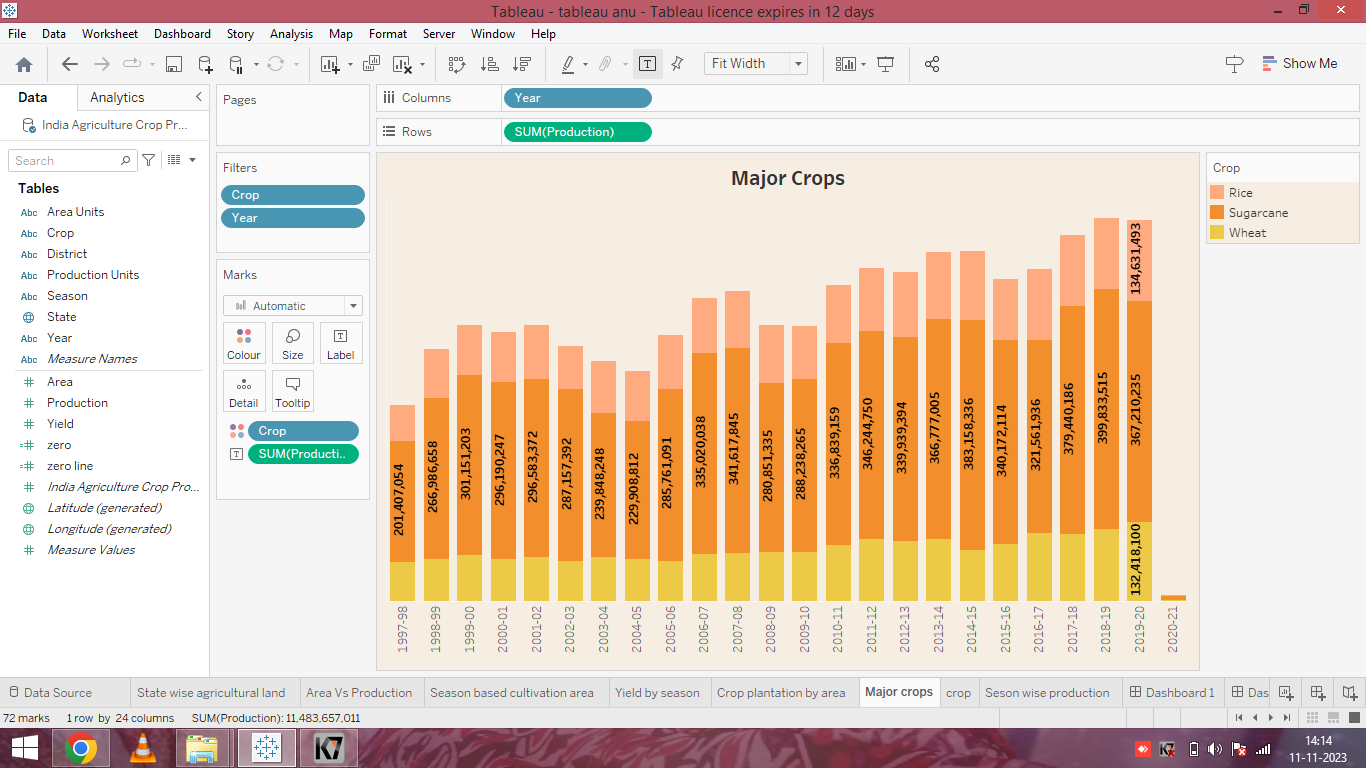 Tableau - tableau anu - Tableau licence expires in 12 days
File Data Worksheet Dashboard Story Analysis Map Format Server Window Help
Fit Width
Show Me
Data Analytics
India Agriculture Crop Pr...
Search
Tables
Abc Area Units
Abc Crop
Abc District
Abc Production Units
Abc Season
State
Abc Year
Abc Measure Names
Area
Production
Yield
zero
zero line
India Agriculture Crop Pro...
Latitude (generated)
Longitude (generated)
Measure Values
Pages
Filters
Crop
Year
Marks
Automatic
Colour Size Label
Detail Tooltip
Crop
SUM(Producti..
Columns Year
Rows SUM(Production)
Major Crops
201,407,054
266,986,658
301,151,203
296,190,247
296,583,372
287,157,392
239,848,248
229,908,812
285,761,091
335,020,038
341,617,845
280,851,335
288,238,265
336,839,159
346,244,750
339,939,394
366,777,005
383,158,336
340,172,114
321,561,936
379,440,186
399,833,515
134,631,493
367,210,235
132,418,100
1997-98
1998-99
1999-00
2000-01
2001-02
2002-03
2003-04
2004-05
2005-06
2006-07
2007-08
2008-09
2009-10
2010-11
2011-12
2012-13
2013-14
2014-15
2015-16
2016-17
2017-18
2018-19
2019-20
2020-21
Crop
Rice
Sugarcane
Wheat
Data Source State wise agricultural land Area Vs Production Season based cultivation area Yield by season Crop plantation by area Major crops crop Seson wise production Dashboard 1 Das
72 marks 1 row by 24 columns SUM(Production): 11,483,657,011
K7
14:14
11-11-2023